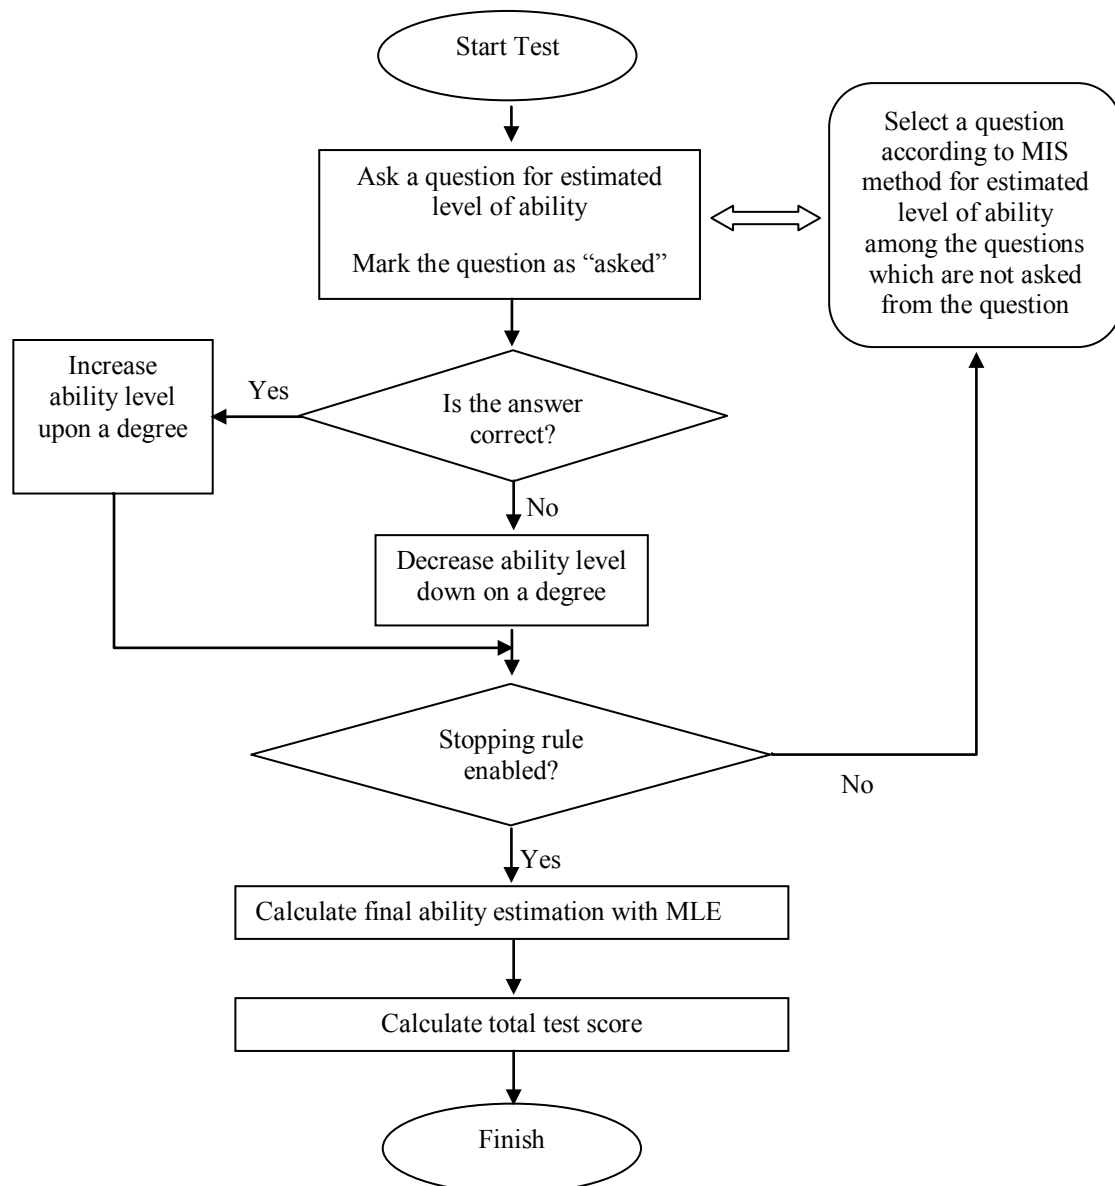 Start Test
Ask a question for estimated
level of ability
Mark the question as “asked”
Select a question
according to MIS
method for estimated
level of ability
among the questions
which are not asked
from the question
Is the answer
correct?
Yes
Increase
ability level
upon a degree
No
Decrease ability level
down on a degree
Stopping rule
enabled?
No
Yes
Calculate final ability estimation with MLE
Calculate total test score
Finish